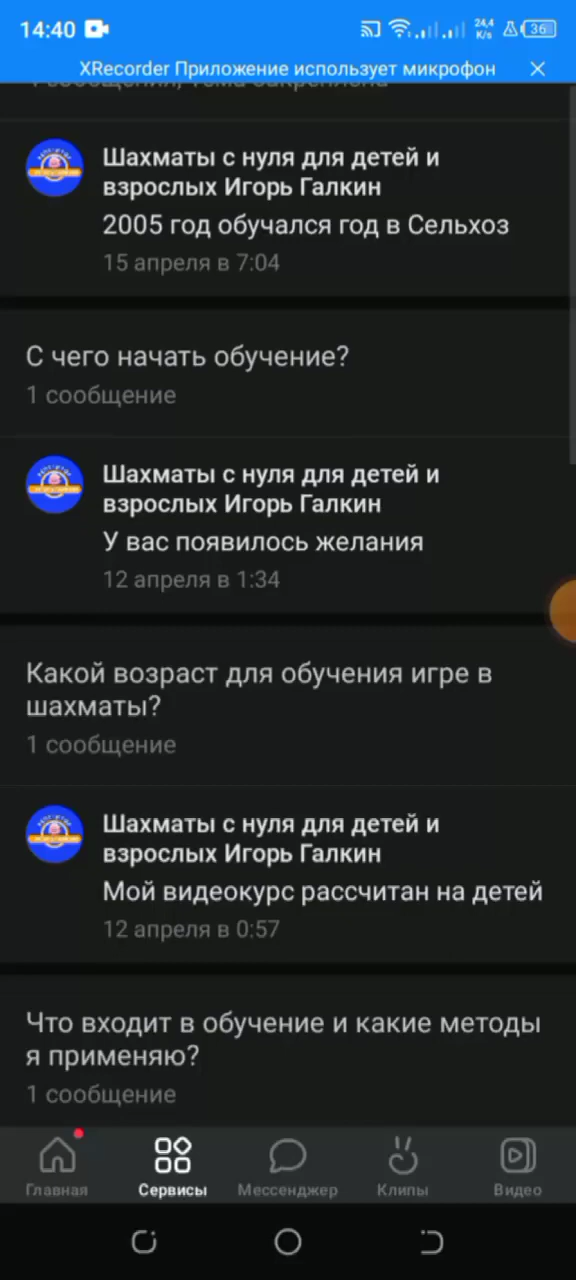 14:40
24,4
K/s
36
XRecorder Приложение использует микрофон
Шахматы с нуля для детей и
взрослых Игорь Галкин
2005 год обучался год в Сельхоз
15 апреля в 7:04
С чего начать обучение?
1 сообщение
Шахматы с нуля для детей и
взрослых Игорь Галкин
У вас появилось желания
12 апреля в 1:34
Какой возраст для обучения игре в
шахматы?
1 сообщение
Шахматы с нуля для детей и
взрослых Игорь Галкин
Мой видеокурс рассчитан на детей
12 апреля в 0:57
Что входит в обучение и какие методы
я применяю?
1 сообщение
Главная
Сервисы
Мессенджер
Клипы
Видео